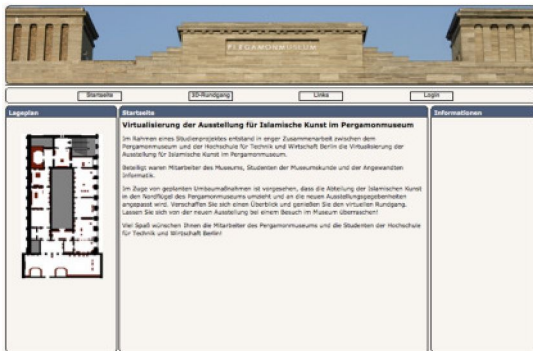 PERGAMONMUSEUM
Startseite
3D-Rundgang
Links
Login
Lageplan
Startseite
Informationen
Virtualisierung der Ausstellung für Islamische Kunst im Pergamonmuseum
Im Rahmen eines Studienprojektes entstand in enger Zusammenarbeit zwischen dem
Pergamonmuseum und der Hochschule für Technik und Wirtschaft Berlin die Virtualisierung der
Ausstellung für Islamische Kunst im Pergamonmuseum.
Beteiligt waren Mitarbeiter des Museums, Studenten der Museumskunde und der Angewandten
Informatik.
Im Zuge von geplanten Umbaumaßnahmen ist vorgesehen, dass die Abteilung der Islamischen Kunst
in den Nordflügel des Pergamonmuseums umzieht und an die neuen Ausstellungsgegebenheiten
angepasst wird. Verschaffen Sie sich einen Überblick und genießen Sie den virtuellen Rundgang.
Lassen Sie sich von der neuen Ausstellung bei einem Besuch im Museum überraschen!
Viel Spaß wünschen Ihnen die Mitarbeiter des Pergamonmuseums und die Studenten der Hochschule
für Technik und Wirtschaft Berlin!